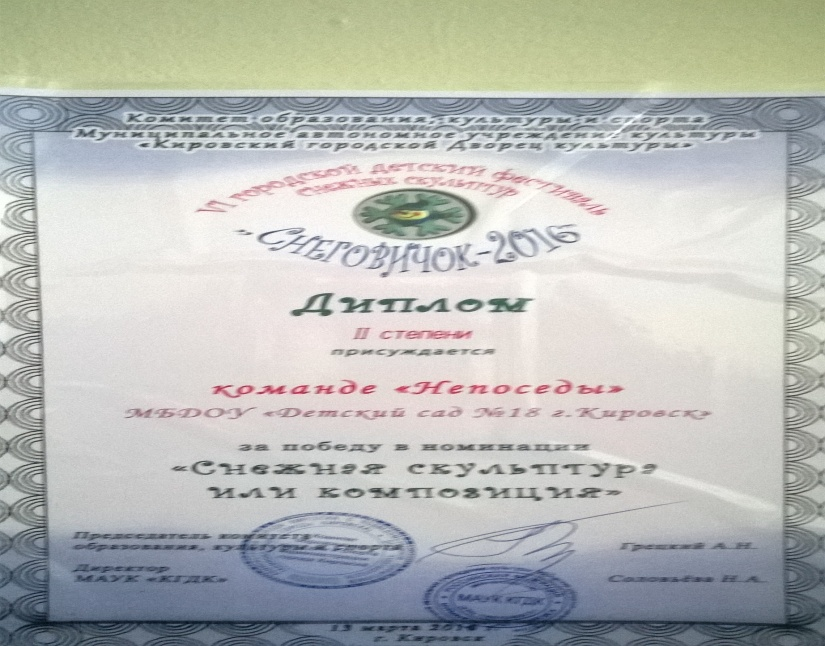 Комитет образования, культуры и спорта
Муниципальное автономное учреждение культуры
«Кировский городской Дворец культуры»
VI городской детский фестиваль
снежных скульптур
"Снеговичок-2016
Диплом
II степени
присуждается
команде «Непоседы»
МБДОУ «Детский сад №18 г.Кировск»
за победу в номинации
«Снежная скульптура
или композиция»
Председатель комитета
образования, культуры и спорта
Грецкий А.Н.
Директор
МАУК «КГДК»
Соловьёва Н.А.
МАУК КГДК
13 марта 2016 г.
г. Кировск